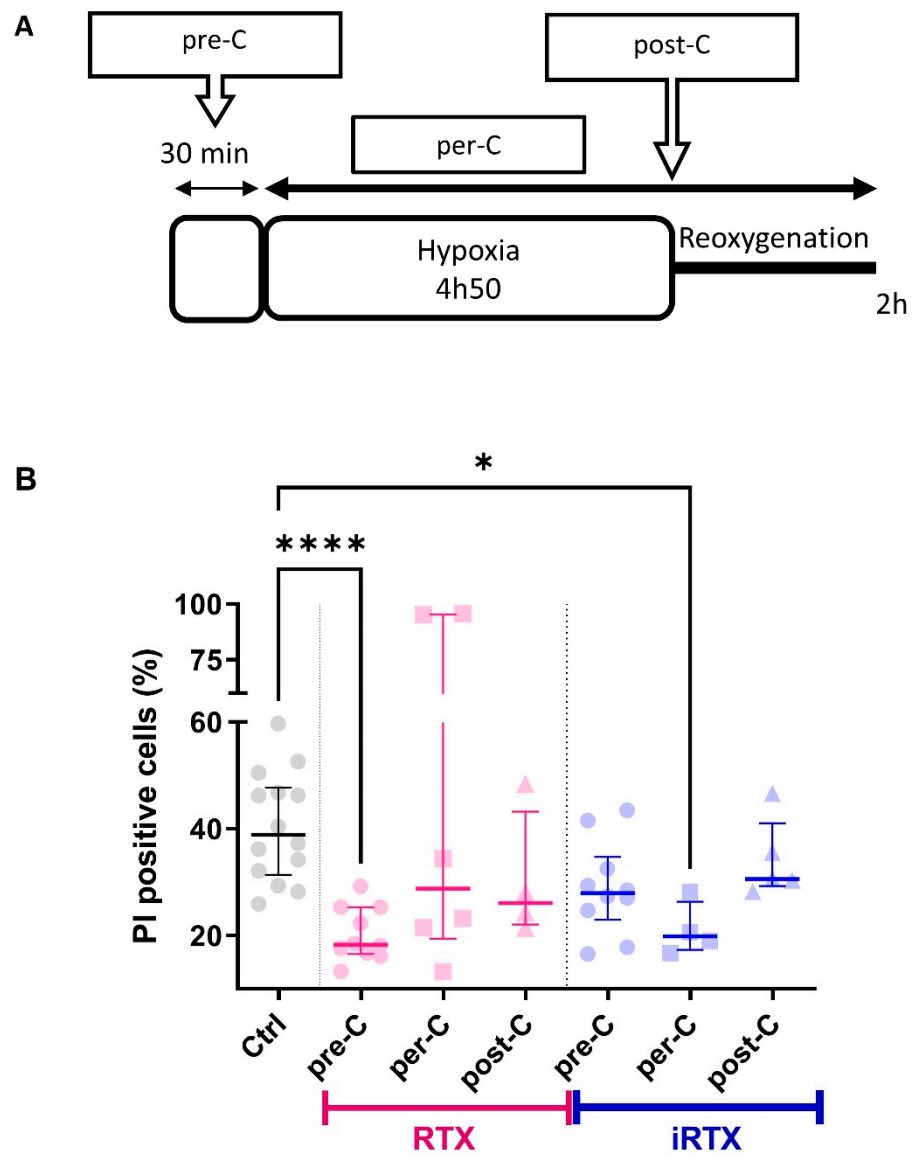 A
pre-C
post-C
per-C
30 min
Hypoxia
4h50
Reoxygenation
2h
B
*
****
PI positive cells (%)
100
75
60
40
20
Ctrl
pre-C
per-C
post-C
pre-C
per-C
post-C
RTX
iRTX